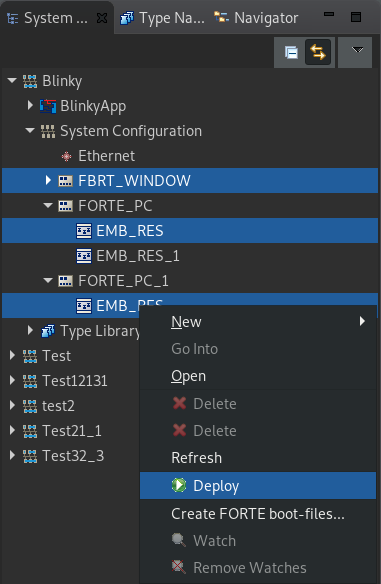 System ...
Type Na...
Navigator
Blinky
BlinkyApp
System Configuration
Ethernet
FBRT_WINDOW
FORTE_PC
EMB_RES
EMB_RES_1
FORTE_PC_1
EMB_RES
Type Library
Test
Test12131
test2
Test21_1
Test32_3
New
Go Into
Open
Delete
Delete
Refresh
Deploy
Create FORTE boot-files...
Watch
Remove Watches